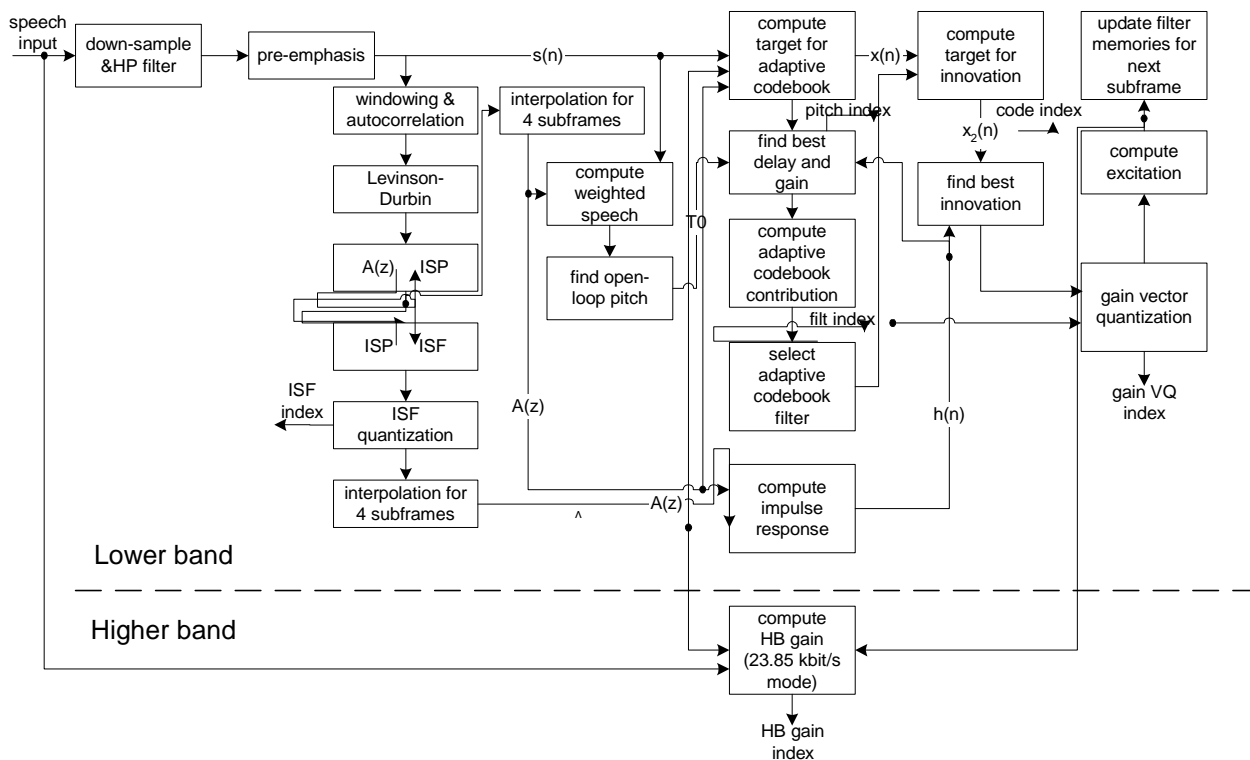 speech
input
down-sample
&HP filter
pre-emphasis
s(n)
windowing &
autocorrelation
Levinson-
Durbin
A(z)
ISP
ISP
ISF
ISF
index
ISF
quantization
interpolation for
4 subframes
interpolation for
4 subframes
A(z)
compute
weighted
speech
find open-
loop pitch
T0
A(z)
^
compute
target for
adaptive
codebook
x(n)
pitch index
find best
delay and
gain
compute
adaptive
codebook
contribution
filt index
select
adaptive
codebook
filter
compute
impulse
response
h(n)
compute
target for
innovation
x2(n)
code index
find best
innovation
update filter
memories for
next
subframe
compute
excitation
gain vector
quantization
gain VQ
index
Lower band
Higher band
compute
HB gain
(23.85 kbit/s
mode)
HB gain
index